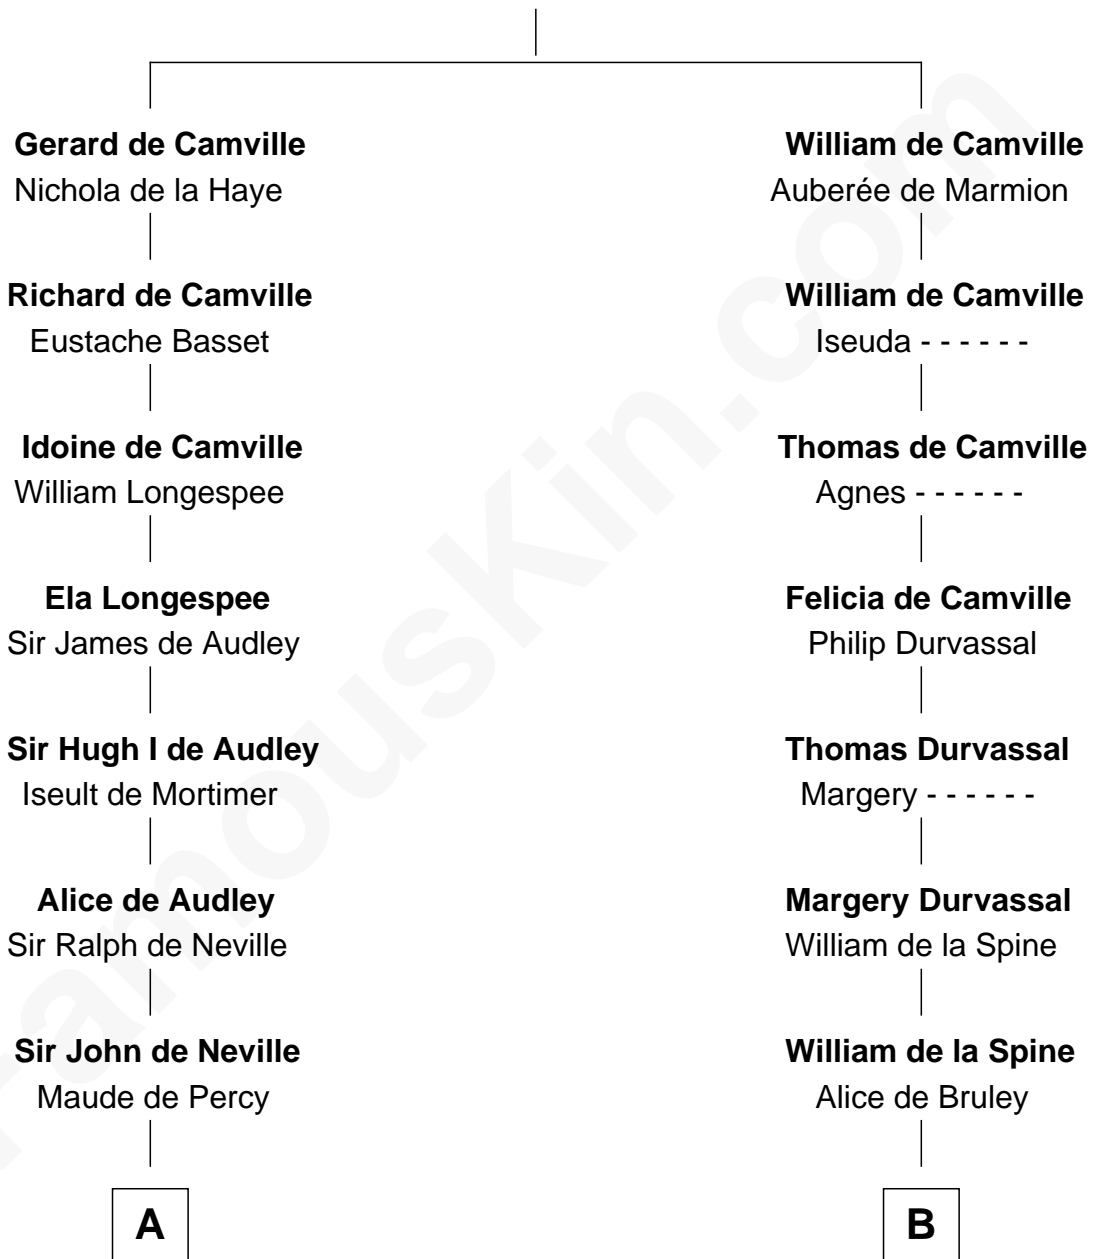 Gerard de Camville
Nichola de la Haye
Richard de Camville
Eustache Basset
Idoine de Camville
William Longespee
Ela Longespee
Sir James de Audley
Sir Hugh I de Audley
Iseult de Mortimer
Alice de Audley
Sir Ralph de Neville
Sir John de Neville
Maude de Percy
A
William de Camville
Auberée de Marmion
William de Camville
Iseuda - - - - - -
Thomas de Camville
Agnes - - - - - -
Felicia de Camville
Philip Durvassal
Thomas Durvassal
Margery - - - - - -
Margery Durvassal
William de la Spine
William de la Spine
Alice de Bruley
B
FamousKin.com